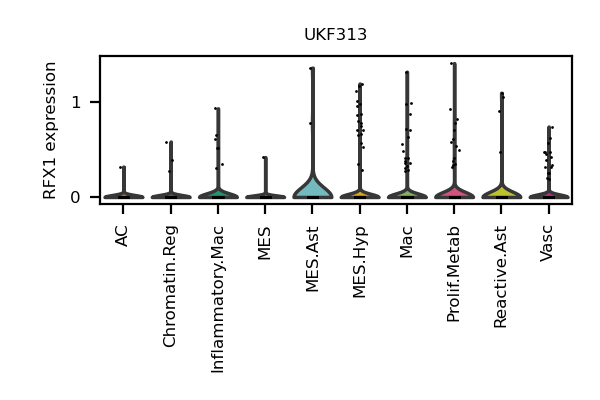 UKF313
RFX1 expression
1
0
AC
Chromatin.Reg
Inflammatory.Mac
MES
MES.Ast
MES.Hyp
Mac
Prolif.Metab
Reactive.Ast
Vasc